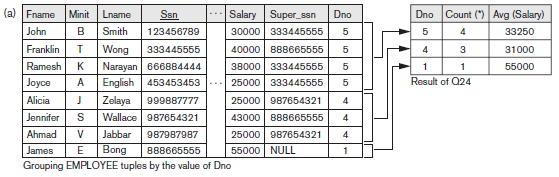 (a) Fname Minit Lname Ssn · · · Salary Super_ssn Dno
John B Smith 123456789 30000 333445555 5
Franklin T Wong 333445555 40000 888665555 5
Ramesh K Narayan 666884444 38000 333445555 5
Joyce A English 453453453 · · · 25000 333445555 5
Alicia J Zelaya 999887777 25000 987654321 4
Jennifer S Wallace 987654321 43000 888665555 4
Ahmad V Jabbar 987987987 25000 987654321 4
James E Bong 888665555 55000 NULL 1
Grouping EMPLOYEE tuples by the value of Dno
Dno Count (*) Avg (Salary)
5 4 33250
4 3 31000
1 1 55000
Result of Q24